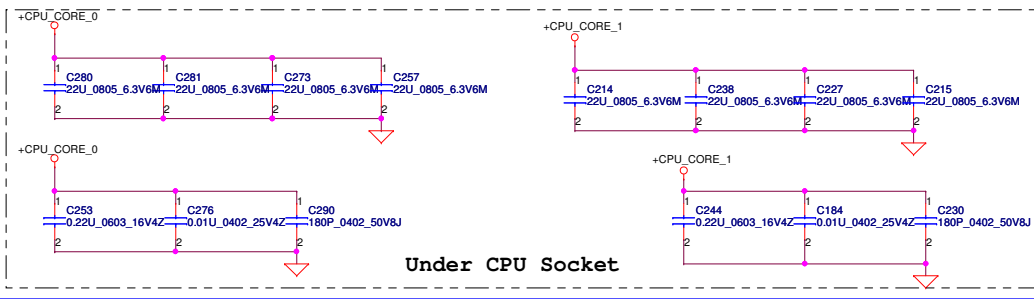 +CPU_CORE_0
1 1 1 1
C280 C281 C273 C257
22U_0805_6.3V6M 22U_0805_6.3V6M 22U_0805_6.3V6M 22U_0805_6.3V6M
2 2 2 2
+CPU_CORE_1
1 1 1 1
C214 C238 C227 C215
22U_0805_6.3V6M 22U_0805_6.3V6M 22U_0805_6.3V6M 22U_0805_6.3V6M
2 2 2 2
+CPU_CORE_0
1 1 1
C253 C276 C290
0.22U_0603_16V4Z 0.01U_0402_25V4Z 180P_0402_50V8J
2 2 2
+CPU_CORE_1
1 1 1
C244 C184 C230
0.22U_0603_16V4Z 0.01U_0402_25V4Z 180P_0402_50V8J
2 2 2
Under CPU Socket